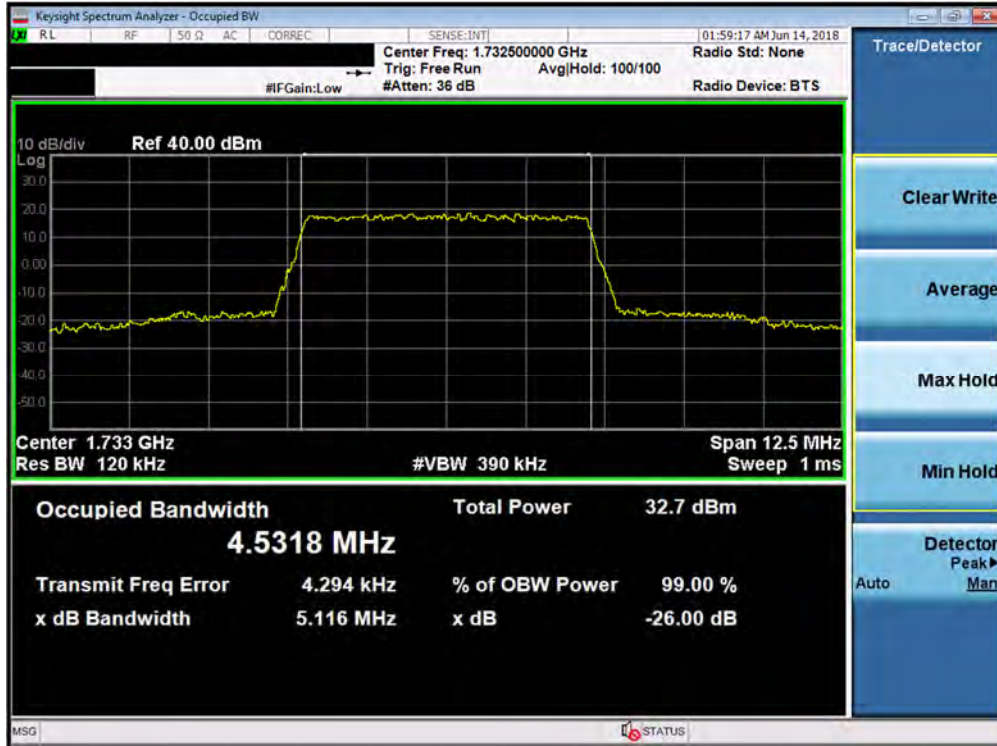 Keysight Spectrum Analyzer - Occupied BW
LXI RL RF 50 Ω AC CORREC SENSE:INT 01:59:17 AM Jun 14, 2018
Center Freq: 1.732500000 GHz Radio Std: None
Trig: Free Run Avg|Hold: 100/100
#IFGain:Low #Atten: 36 dB Radio Device: BTS
10 dB/div Ref 40.00 dBm
Log
30.0
20.0
10.0
0.00
-10.0
-20.0
-30.0
-40.0
-50.0
Center 1.733 GHz Span 12.5 MHz
Res BW 120 kHz #VBW 390 kHz Sweep 1 ms
Occupied Bandwidth Total Power 32.7 dBm
4.5318 MHz
Transmit Freq Error 4.294 kHz % of OBW Power 99.00 %
x dB Bandwidth 5.116 MHz x dB -26.00 dB
MSG STATUS
Trace/Detector
Clear Write
Average
Max Hold
Min Hold
Detector
Peak▶
Auto Man